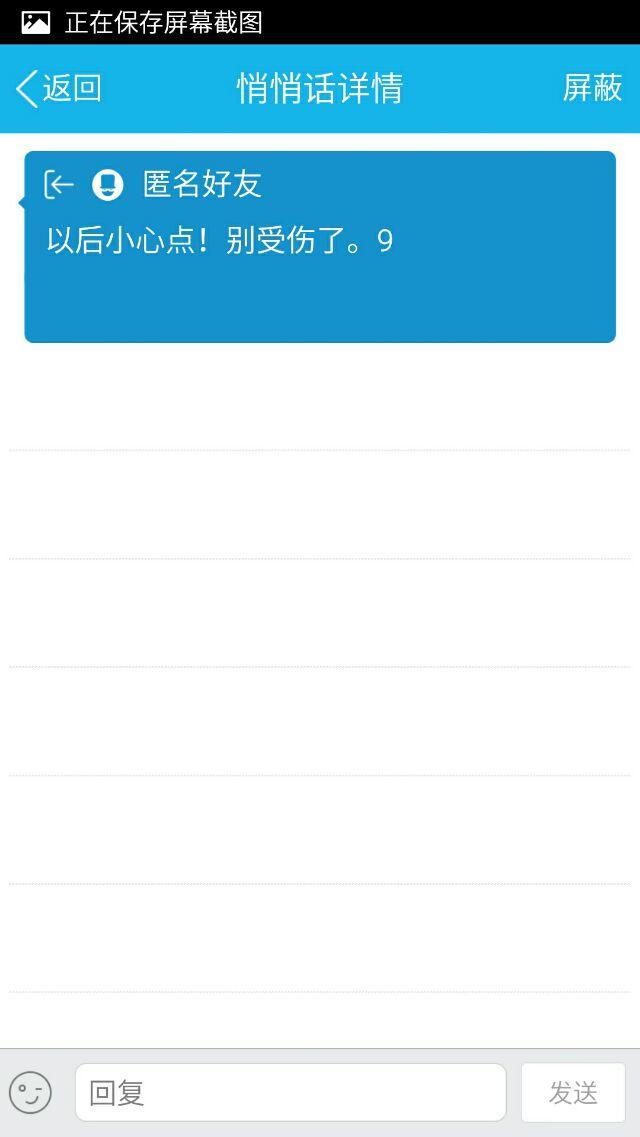 正在保存屏幕截图
返回 悄悄话详情 屏蔽
匿名好友
以后小心点！别受伤了。9
回复 发送